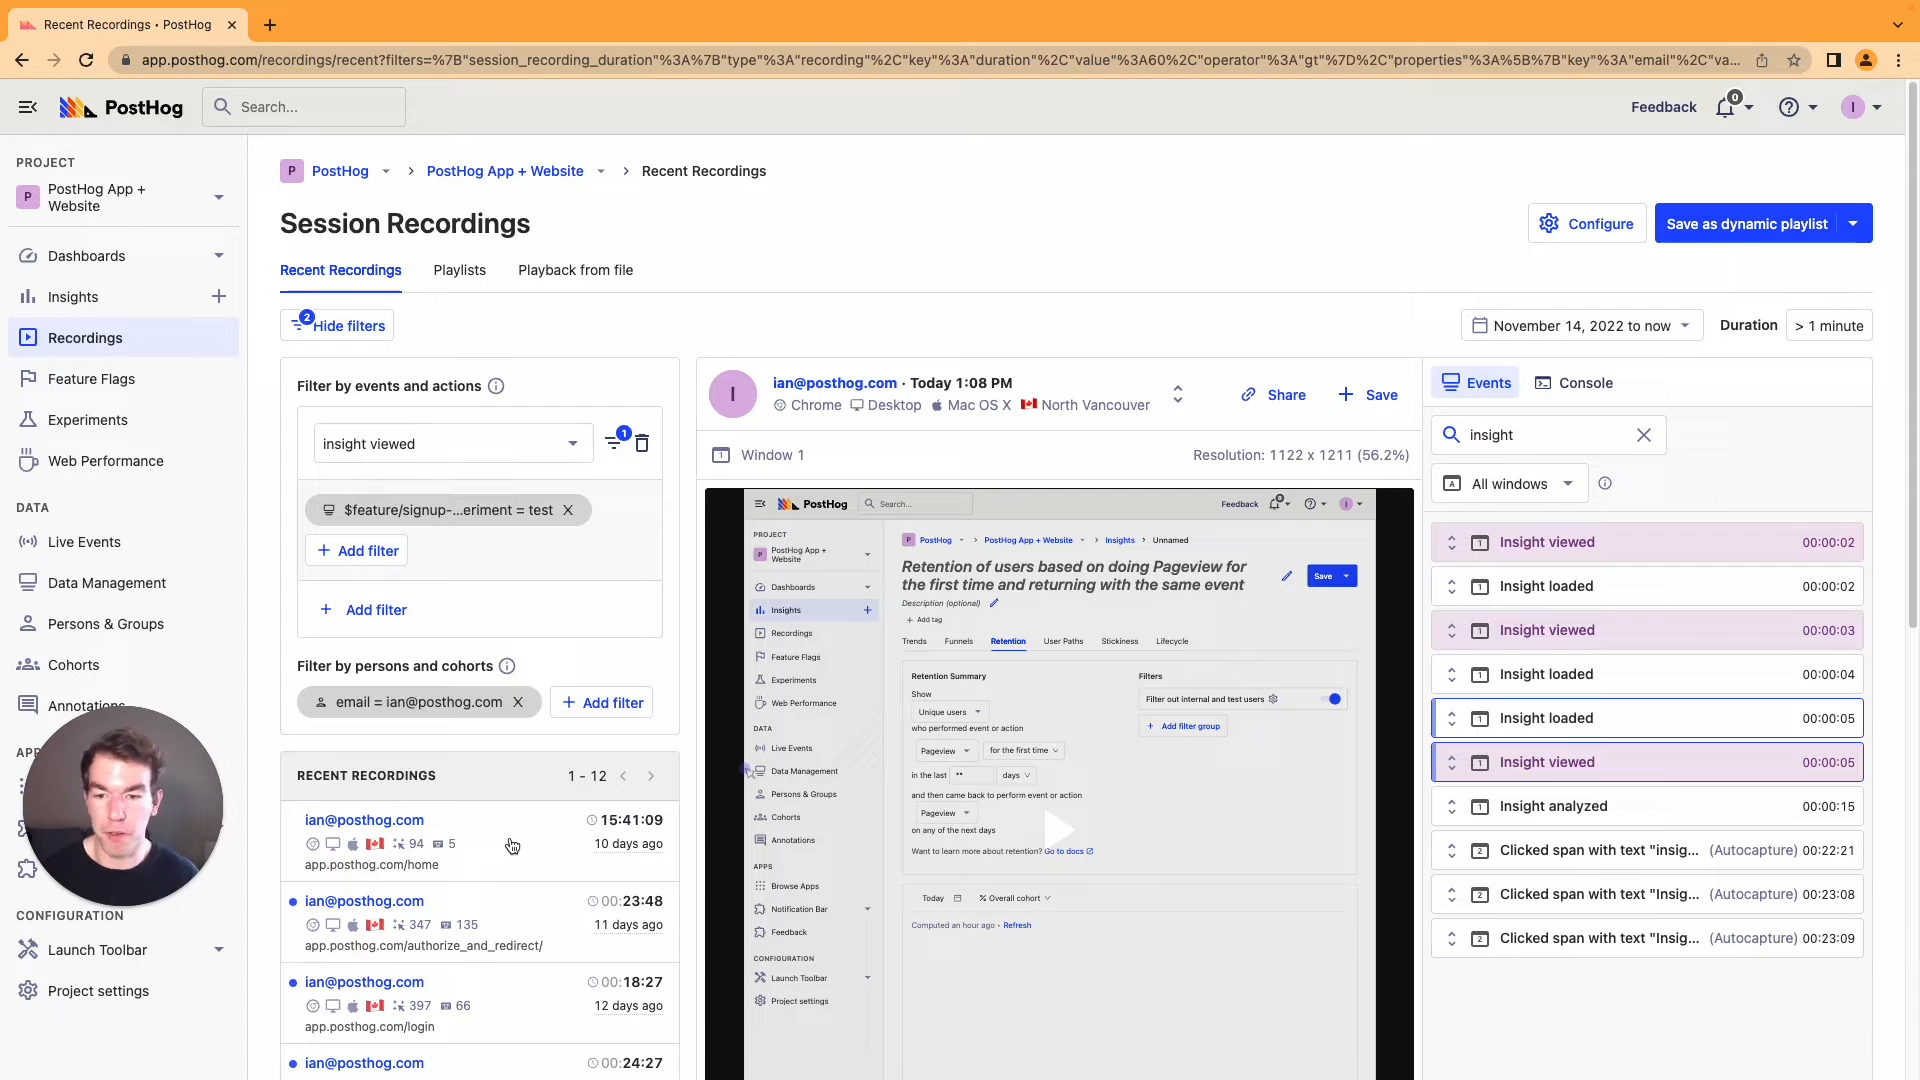 Recent Recordings • PostHog
app.posthog.com/recordings/recent?filters=%7B"session_recording_duration"%3A%7B"type"%3A"recording"%2C"key"%3A"duration"%2C"value"%3A60%2C"operator"%3A"gt"%7D%2C"properties"%3A%5B%7B"key"%3A"email"%2C"va...
PostHog
Search...
Feedback
0
I
PROJECT
P
PostHog App +
Website
Dashboards
Insights
Recordings
Feature Flags
Experiments
Web Performance
DATA
Live Events
Data Management
Persons & Groups
Cohorts
Annotations
CONFIGURATION
Launch Toolbar
Project settings
P PostHog > PostHog App + Website > Recent Recordings
Session Recordings
Configure
Save as dynamic playlist
Recent Recordings
Playlists
Playback from file
2
Hide filters
November 14, 2022 to now
Duration
> 1 minute
Filter by events and actions
insight viewed
1
$feature/signup-...eriment = test
+ Add filter
+ Add filter
Filter by persons and cohorts
email = ian@posthog.com
+ Add filter
RECENT RECORDINGS
1 - 12
ian@posthog.com 15:41:09
94 5 10 days ago
app.posthog.com/home
ian@posthog.com 00:23:48
347 135 11 days ago
app.posthog.com/authorize_and_redirect/
ian@posthog.com 00:18:27
397 66 12 days ago
app.posthog.com/login
ian@posthog.com 00:24:27
I
ian@posthog.com · Today 1:08 PM
Chrome Desktop Mac OS X North Vancouver
Share
+ Save
1 Window 1
Resolution: 1122 x 1211 (56.2%)
PostHog
Search...
Feedback
0
I
PROJECT
P
PostHog App +
Website
Dashboards
Insights
Recordings
Feature Flags
Experiments
Web Performance
DATA
Live Events
Data Management
Persons & Groups
Cohorts
Annotations
APPS
Browse Apps
Notification Bar
Feedback
CONFIGURATION
Launch Toolbar
Project settings
P PostHog > PostHog App + Website > Insights > Unnamed
Retention of users based on doing Pageview for
the first time and returning with the same event
Save
Description (optional)
+ Add tag
Trends Funnels Retention User Paths Stickiness Lifecycle
Retention Summary
Show
Unique users
who performed event or action
Pageview for the first time
in the last ** days
and then came back to perform event or action
Pageview
on any of the next days
Want to learn more about retention? Go to docs
Filters
Filter out internal and test users
+ Add filter group
Today % Overall cohort
Computed an hour ago • Refresh
Events
Console
insight
A All windows
1 Insight viewed 00:00:02
1 Insight loaded 00:00:02
1 Insight viewed 00:00:03
1 Insight loaded 00:00:04
1 Insight loaded 00:00:05
1 Insight viewed 00:00:05
1 Insight analyzed 00:00:15
2 Clicked span with text "insig... (Autocapture) 00:22:21
2 Clicked span with text "Insig... (Autocapture) 00:23:08
2 Clicked span with text "Insig... (Autocapture) 00:23:09